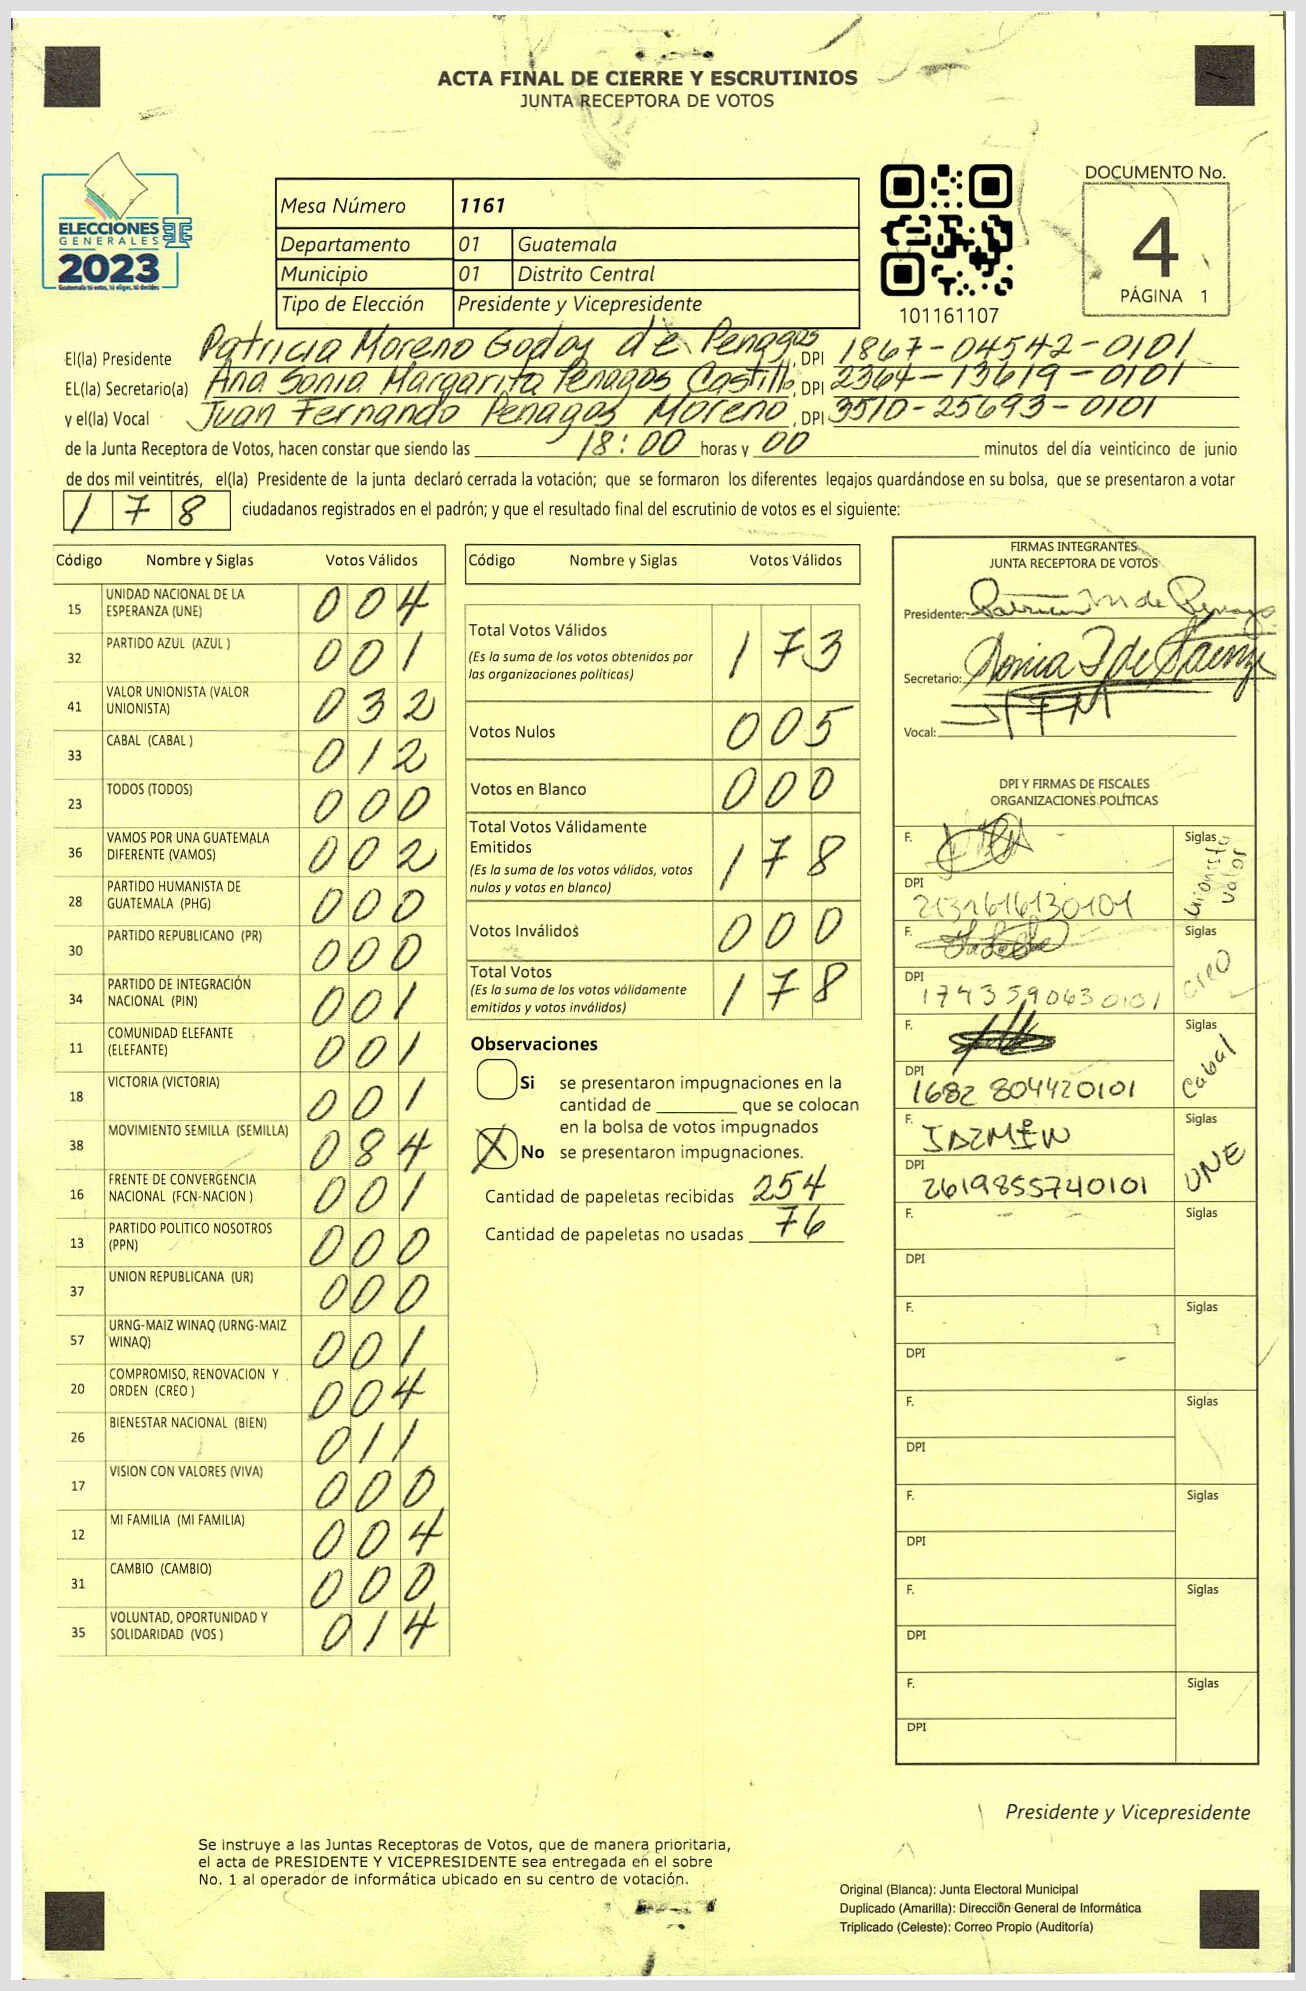 ACTA FINAL DE CIERRE Y ESCRUTINIOS
JUNTA RECEPTORA DE VOTOS
ELECCIONES
GENERALES
2023
Guatemala tú votas, tú eliges, tú decides
Mesa Número 1161
Departamento 01 Guatemala
Municipio 01 Distrito Central
Tipo de Elección Presidente y Vicepresidente
101161107
DOCUMENTO No.
4
PÁGINA 1
El(la) Presidente Patricia Moreno Godoy de Penagos, DPI 1867-04542-0101
EL(la) Secretario(a) Ana Sonia Margarita Penagos Castillo, DPI 2364-13619-0101
y el(la) Vocal Juan Fernando Penagos Moreno, DPI 3510-25693-0101
de la Junta Receptora de Votos, hacen constar que siendo las 18:00 horas y 00 minutos del día veinticinco de junio
de dos mil veintitrés, el(la) Presidente de la junta declaró cerrada la votación; que se formaron los diferentes legajos quardándose en su bolsa, que se presentaron a votar
178 ciudadanos registrados en el padrón; y que el resultado final del escrutinio de votos es el siguiente:
Código Nombre y Siglas Votos Válidos
15 UNIDAD NACIONAL DE LA
ESPERANZA (UNE) 004
32 PARTIDO AZUL (AZUL ) 001
41 VALOR UNIONISTA (VALOR
UNIONISTA) 032
33 CABAL (CABAL ) 012
23 TODOS (TODOS) 000
36 VAMOS POR UNA GUATEMALA
DIFERENTE (VAMOS) 002
28 PARTIDO HUMANISTA DE
GUATEMALA (PHG) 000
30 PARTIDO REPUBLICANO (PR) 000
34 PARTIDO DE INTEGRACIÓN
NACIONAL (PIN) 001
11 COMUNIDAD ELEFANTE
(ELEFANTE) 001
18 VICTORIA (VICTORIA) 001
38 MOVIMIENTO SEMILLA (SEMILLA) 084
16 FRENTE DE CONVERGENCIA
NACIONAL (FCN-NACION ) 001
13 PARTIDO POLITICO NOSOTROS
(PPN) 000
37 UNION REPUBLICANA (UR) 000
57 URNG-MAIZ WINAQ (URNG-MAIZ
WINAQ) 001
20 COMPROMISO, RENOVACION Y
ORDEN (CREO ) 004
26 BIENESTAR NACIONAL (BIEN) 011
17 VISION CON VALORES (VIVA) 000
12 MI FAMILIA (MI FAMILIA) 004
31 CAMBIO (CAMBIO) 000
35 VOLUNTAD, OPORTUNIDAD Y
SOLIDARIDAD (VOS ) 014
Código Nombre y Siglas Votos Válidos
Total Votos Válidos 173
(Es la suma de los votos obtenidos por
las organizaciones políticas)
Votos Nulos 005
Votos en Blanco 000
Total Votos Válidamente
Emitidos 178
(Es la suma de los votos válidos, votos
nulos y votos en blanco)
Votos Inválidos 000
Total Votos 178
(Es la suma de los votos válidamente
emitidos y votos inválidos)
Observaciones
Si se presentaron impugnaciones en la
cantidad de ________ que se colocan
en la bolsa de votos impugnados
X No se presentaron impugnaciones.
Cantidad de papeletas recibidas 254
Cantidad de papeletas no usadas 76
FIRMAS INTEGRANTES
JUNTA RECEPTORA DE VOTOS
Presidente: Patricia M de Penagos
Secretario: Sonia P de Saenz
Vocal: JFPM
DPI Y FIRMAS DE FISCALES
ORGANIZACIONES POLÍTICAS
F. Siglas Unionista Valor
DPI 2131616130101
F. Siglas Creo
DPI 1743590630101
F. Siglas Cabal
DPI 1682 804420101
F. JAZMIN Siglas UNE
DPI 2619855740101
F. Siglas
DPI
F. Siglas
DPI
F. Siglas
DPI
F. Siglas
DPI
F. Siglas
DPI
F. Siglas
DPI
Presidente y Vicepresidente
Se instruye a las Juntas Receptoras de Votos, que de manera prioritaria,
el acta de PRESIDENTE Y VICEPRESIDENTE sea entregada en el sobre
No. 1 al operador de informática ubicado en su centro de votación.
Original (Blanca): Junta Electoral Municipal
Duplicado (Amarilla): Dirección General de Informática
Triplicado (Celeste): Correo Propio (Auditoría)